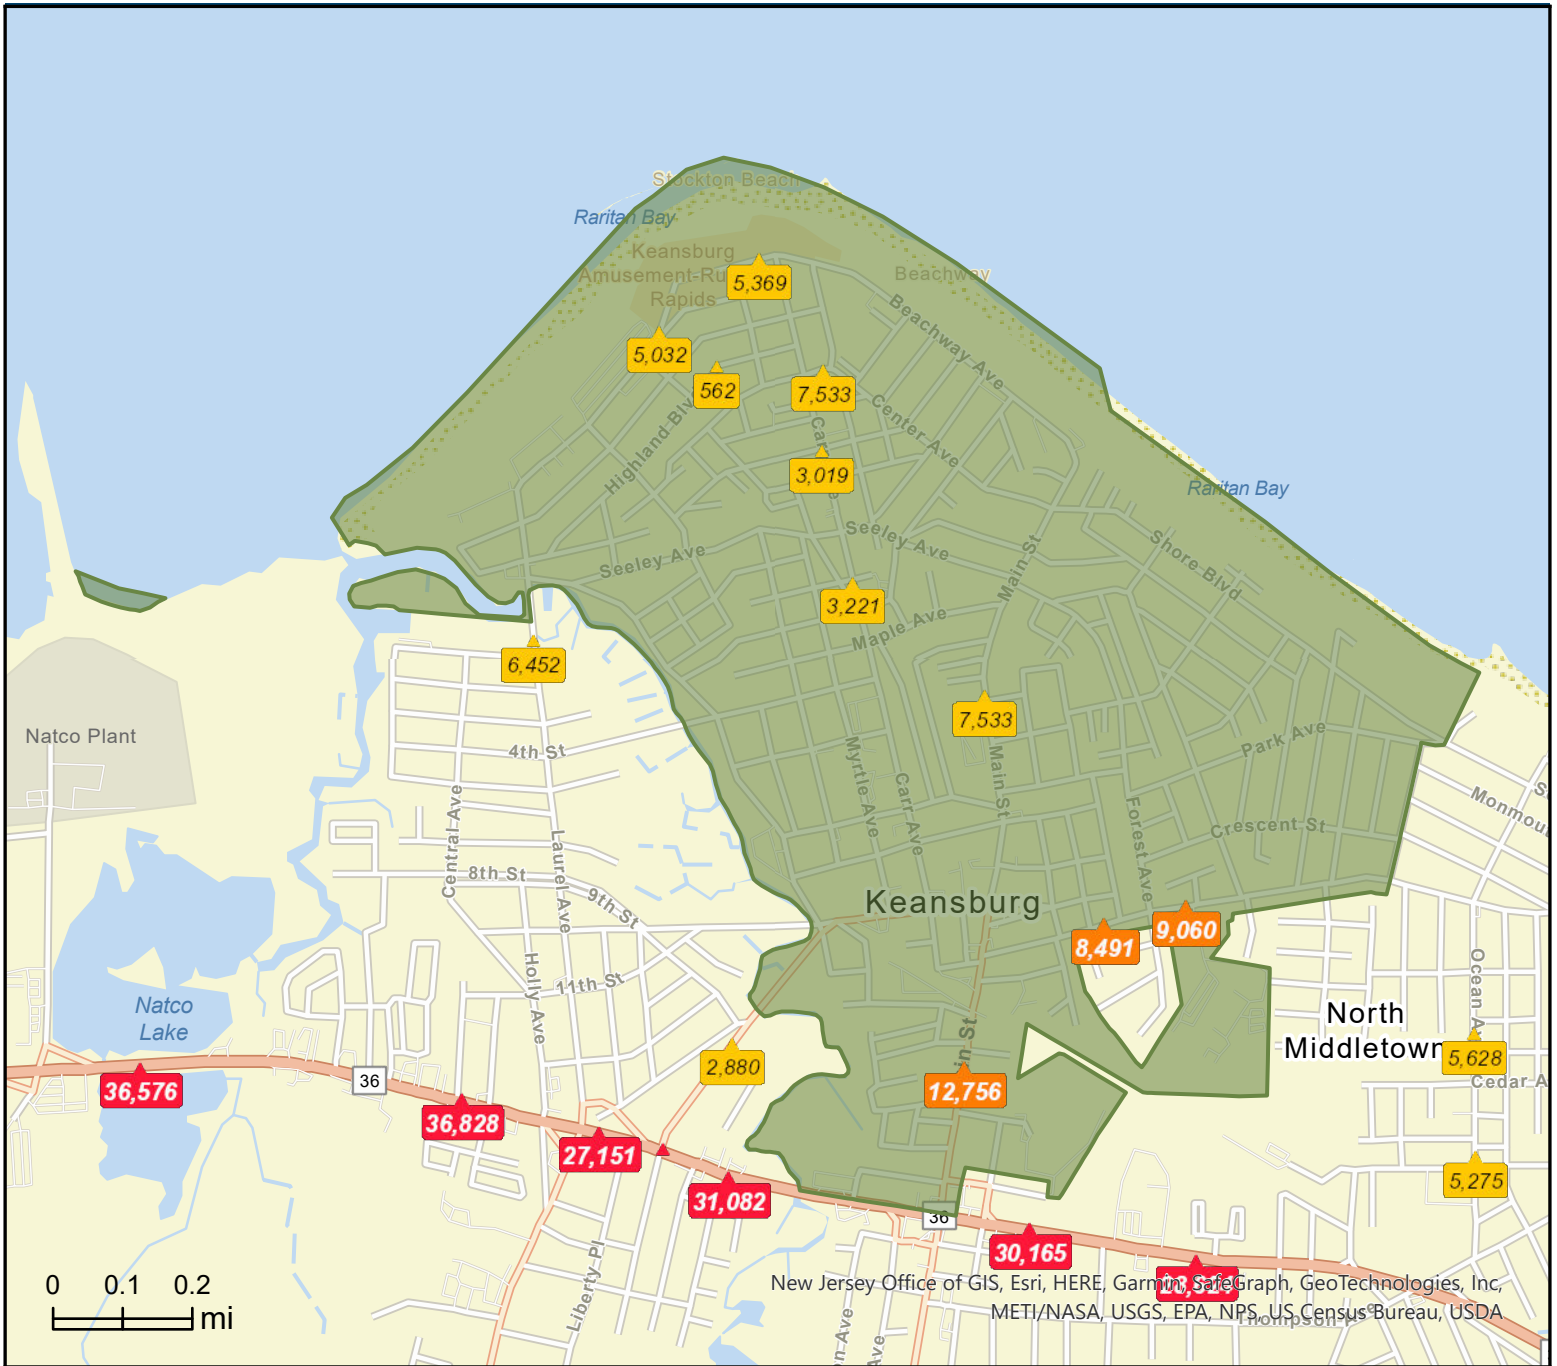 Stockton Beach
Raritan Bay
Keansburg
Amusement-Ru
Rapids
5,369
Beachway
Beachway Ave
5,032
562
7,533
Highland Blv
Center Ave
3,019
Raritan Bay
Seeley Ave
Seeley Ave
Main St
Shore Blvd
3,221
Maple Ave
6,452
7,533
Natco Plant
4th St
Park Ave
Myrtle Ave
Main St
Carr Ave
Central Ave
Laurel Ave
Forest Ave
Crescent St
Monmou
8th St
9th St
Keansburg
8,491
9,060
11th St
Holly Ave
Natco
Lake
North
Middletown
Ocean A
5,628
Cedar A
2,880
in St
12,756
36,576
36
36,828
27,151
31,082
5,275
36
30,165
Liberty Pl
0 0.1 0.2
mi
New Jersey Office of GIS, Esri, HERE, Garmin, SafeGraph, GeoTechnologies, Inc,
METI/NASA, USGS, EPA, NPS, US Census Bureau, USDA
on Ave
Ave